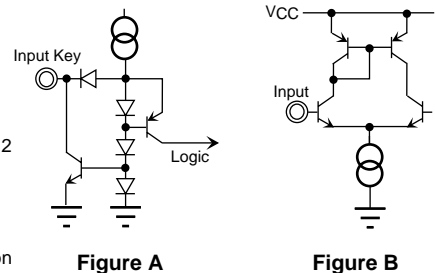 VCC
Input Key
Input
2
Logic
on
Figure A
Figure B